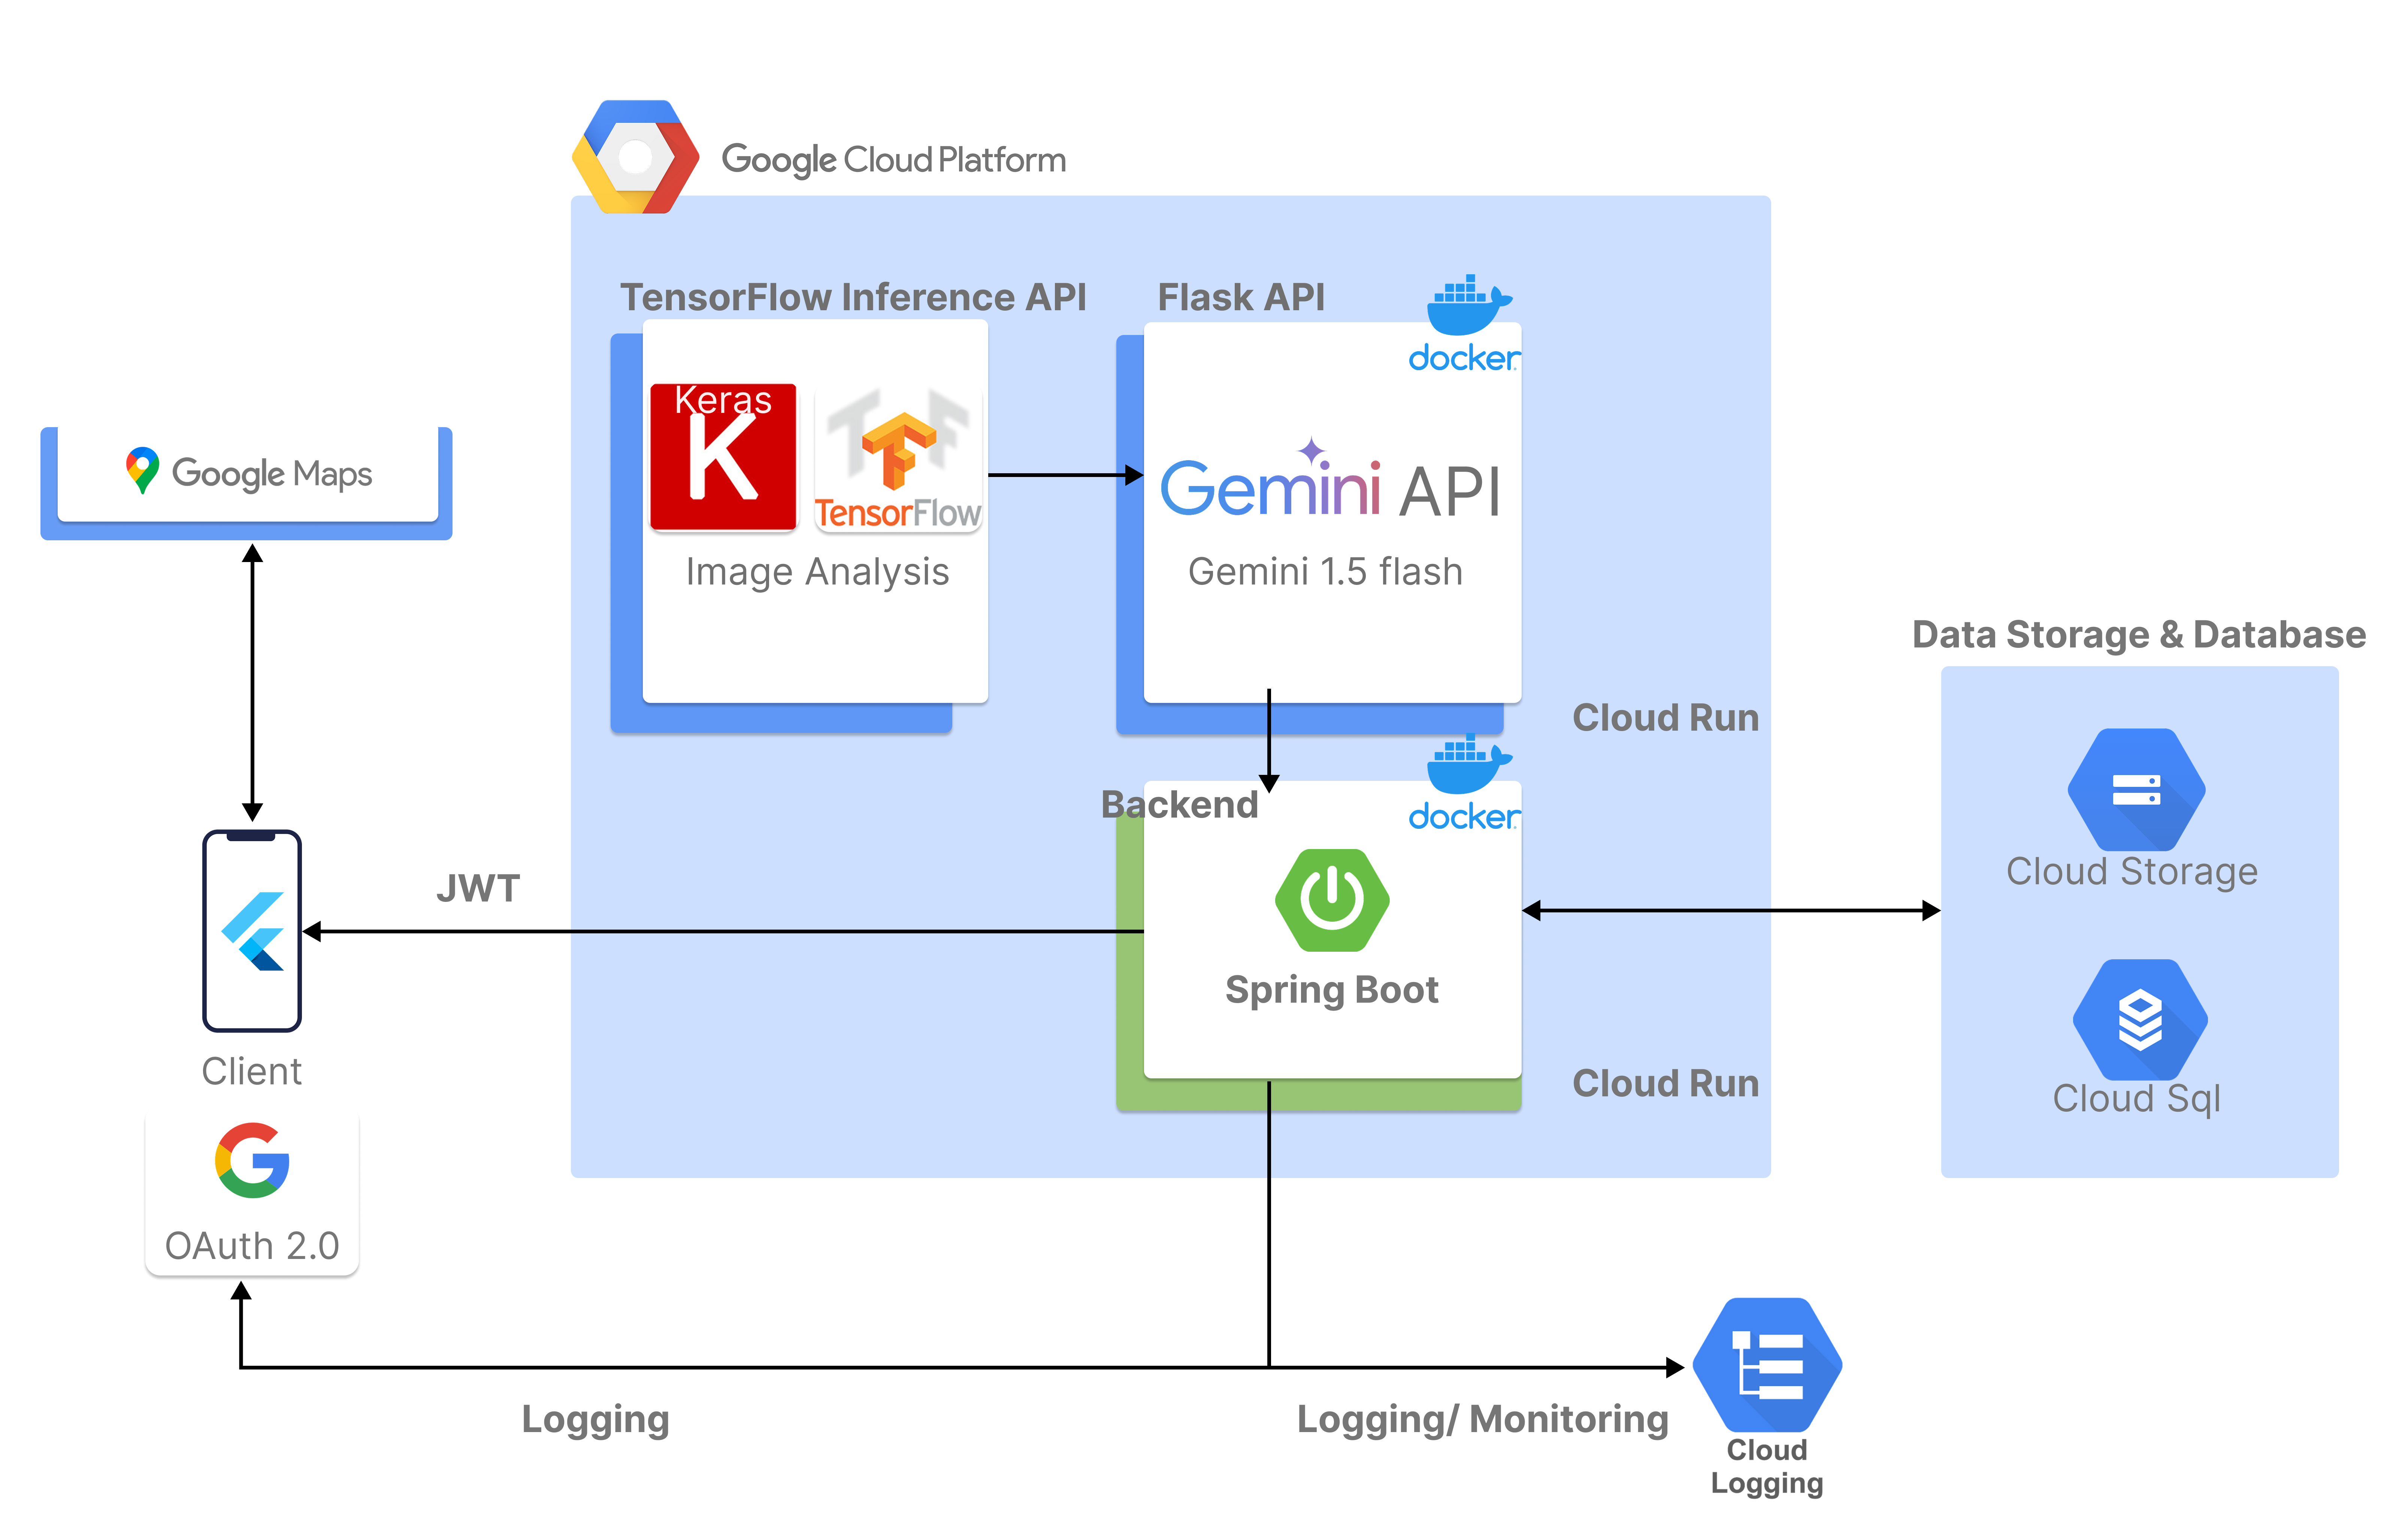 Google Cloud Platform
TensorFlow Inference API
Flask API
docker
Keras
K
TensorFlow
Image Analysis
Gemini API
Gemini 1.5 flash
Google Maps
Cloud Run
Data Storage & Database
Backend
docker
Spring Boot
Cloud Run
JWT
Client
OAuth 2.0
Cloud Storage
Cloud Sql
Logging
Logging/ Monitoring
Cloud
Logging